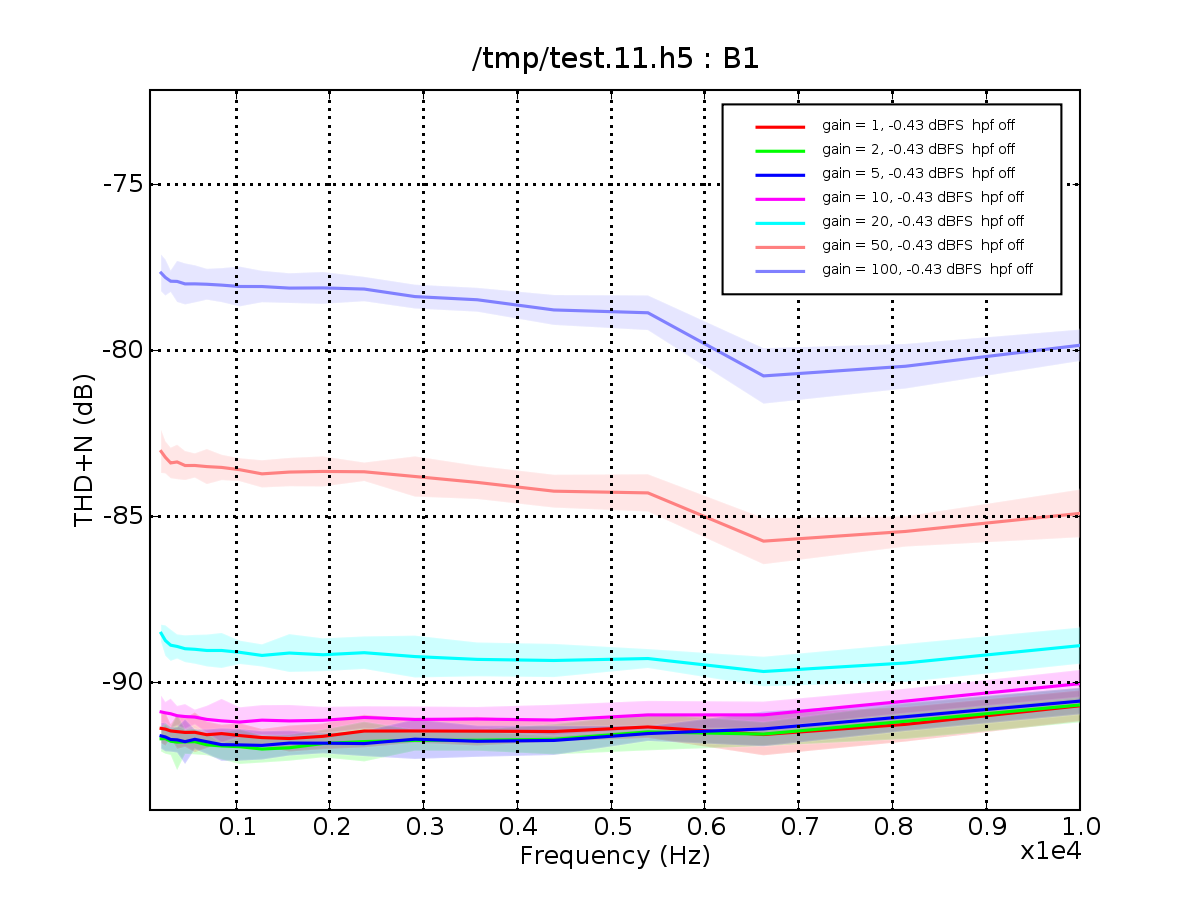 /tmp/test.11.h5 : B1
gain = 1, -0.43 dBFS  hpf off
gain = 2, -0.43 dBFS  hpf off
gain = 5, -0.43 dBFS  hpf off
gain = 10, -0.43 dBFS  hpf off
gain = 20, -0.43 dBFS  hpf off
gain = 50, -0.43 dBFS  hpf off
gain = 100, -0.43 dBFS  hpf off
THD+N (dB)
-75
-80
-85
-90
0.1 0.2 0.3 0.4 0.5 0.6 0.7 0.8 0.9 1.0
x1e4
Frequency (Hz)